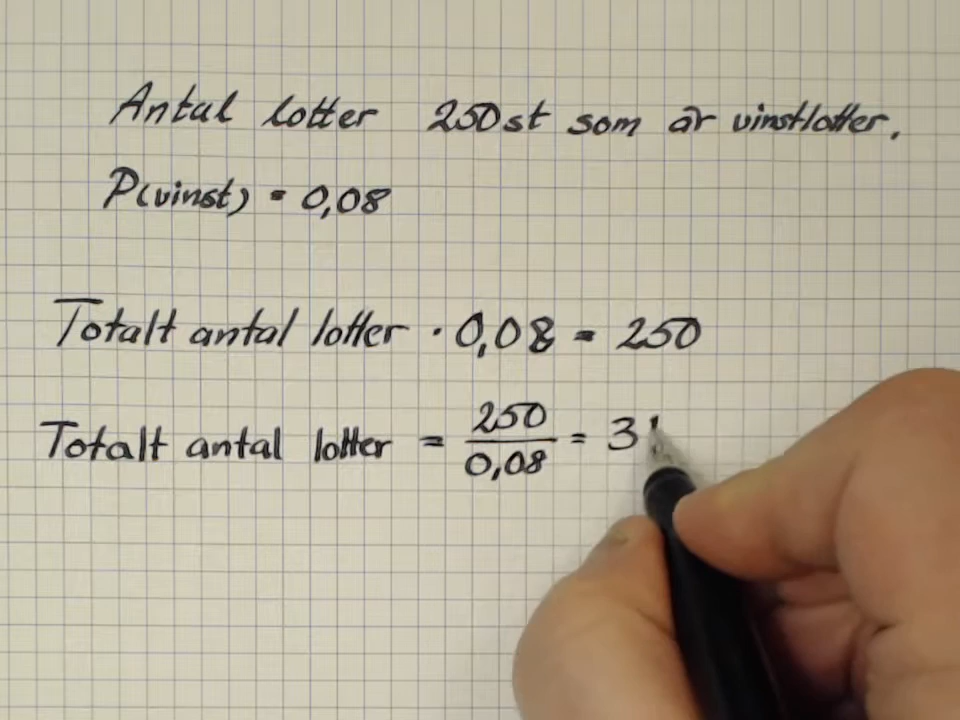 Antal lotter 250st som är vinstlotter.
P(vinst) = 0,08
Totalt antal lotter · 0,08 = 250
Totalt antal lotter = 250/0,08 = 3